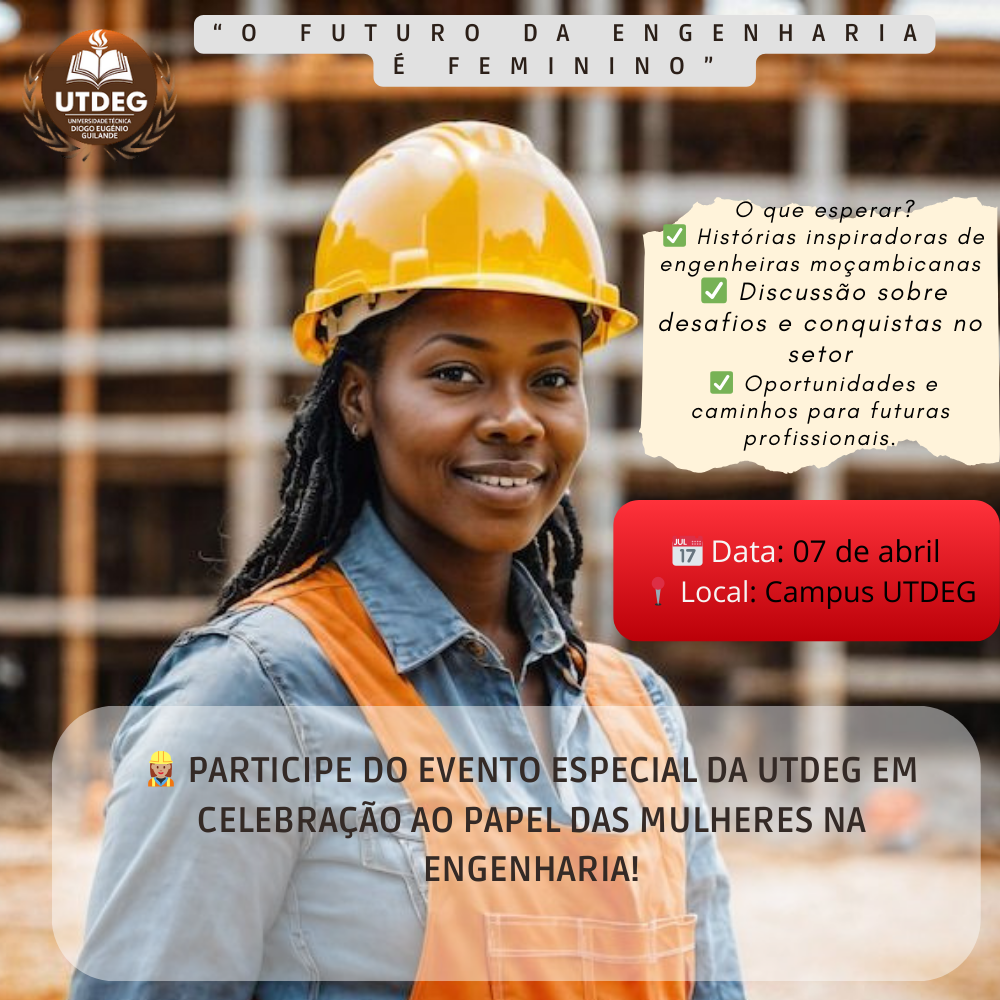 “O FUTURO DA ENGENHARIA
É FEMININO”
UTDEG
UNIVERSIDADE TÉCNICA
DIOGO EUGÉNIO
GUILANDE
O que esperar?
✅ Histórias inspiradoras de
engenheiras moçambicanas
✅ Discussão sobre
desafios e conquistas no
setor
✅ Oportunidades e
caminhos para futuras
profissionais.
📅 Data: 07 de abril
📍 Local: Campus UTDEG
👷‍♀️ PARTICIPE DO EVENTO ESPECIAL DA UTDEG EM
CELEBRAÇÃO AO PAPEL DAS MULHERES NA
ENGENHARIA!